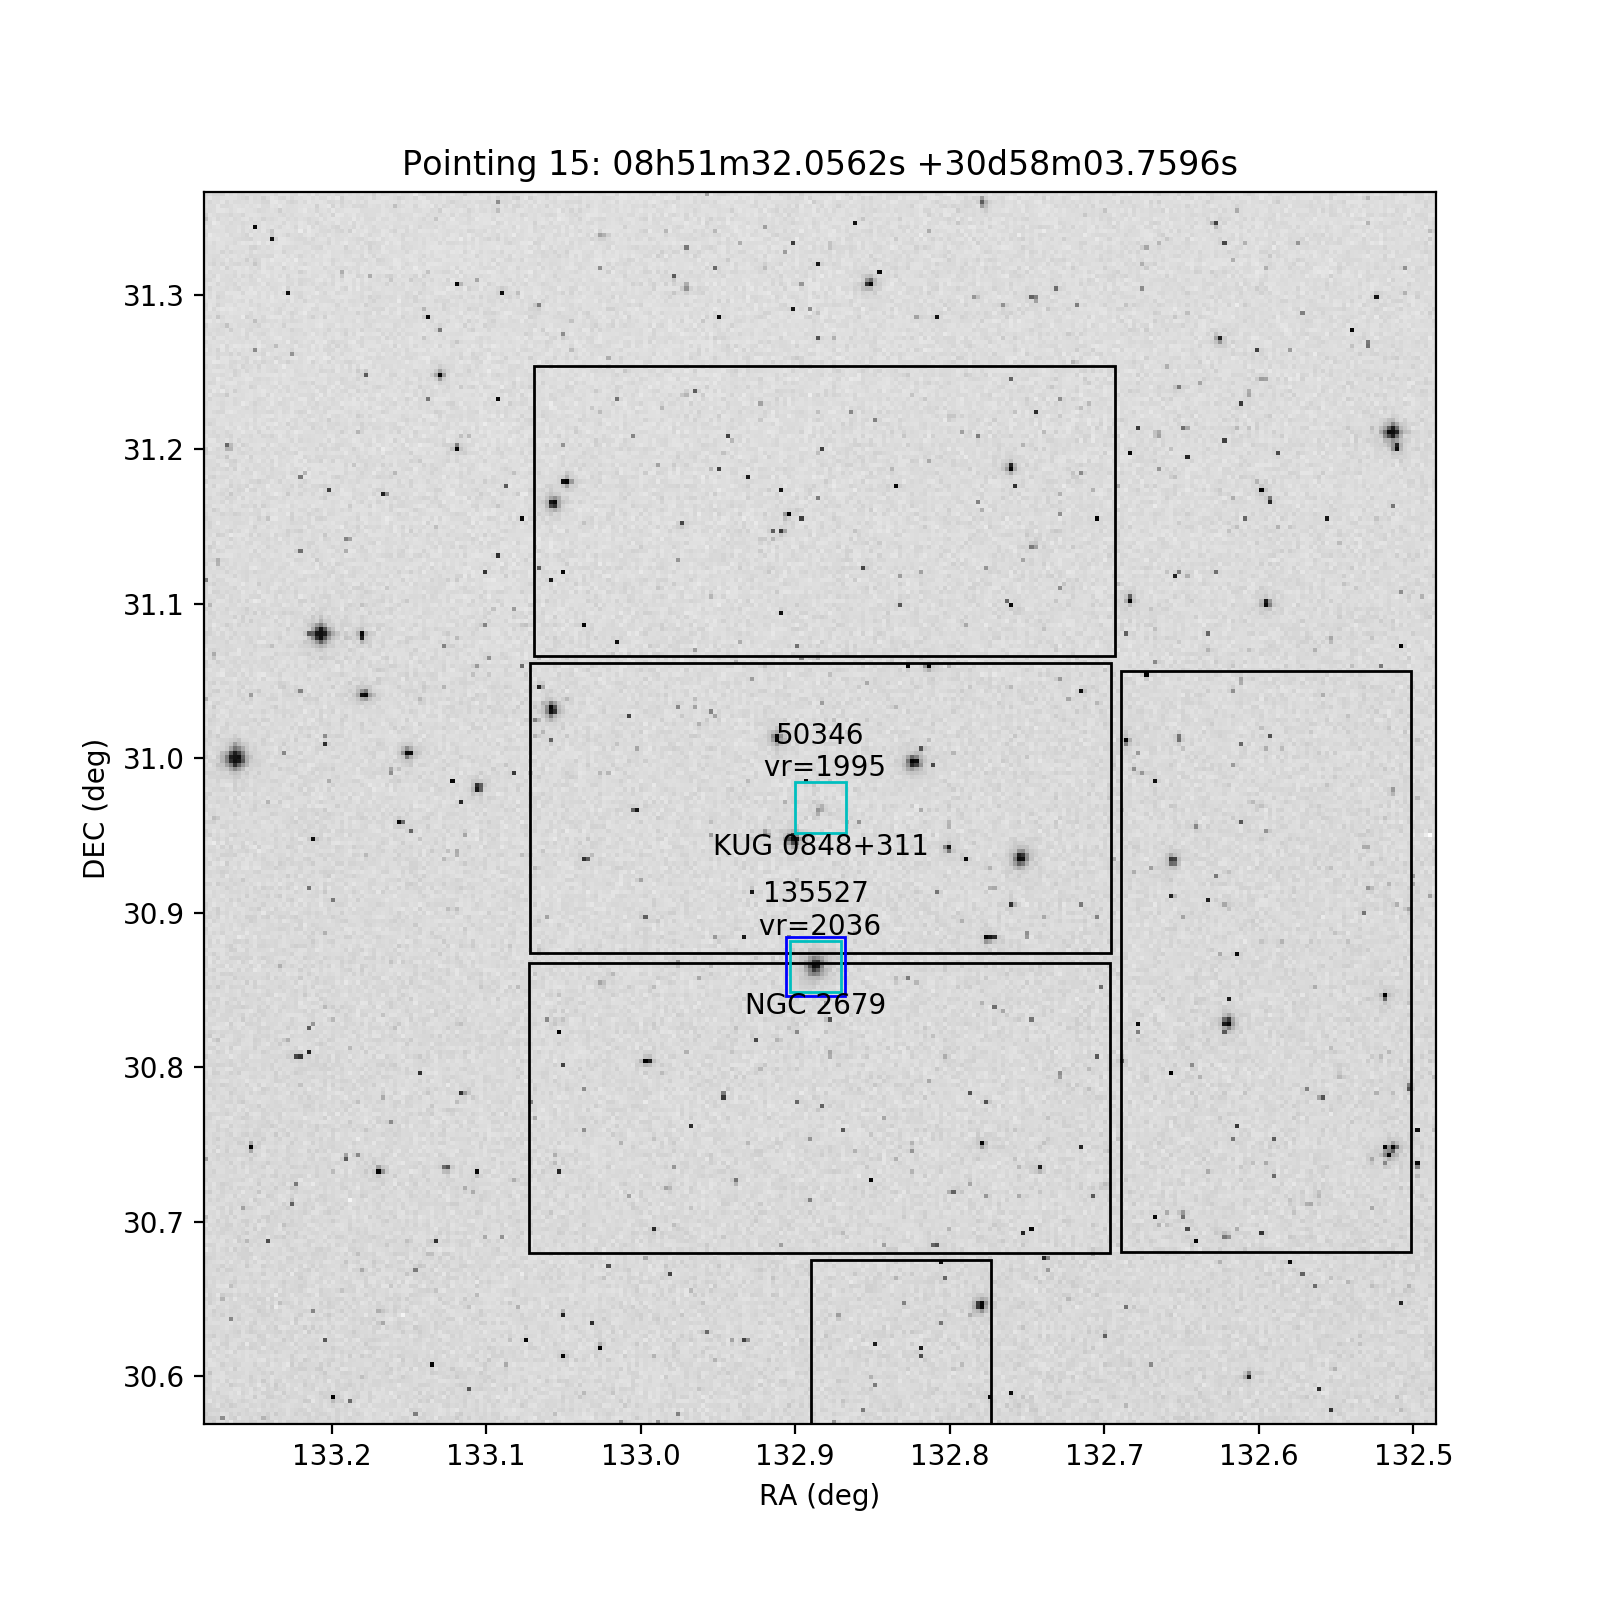 Pointing 15: 08h51m32.0562s +30d58m03.7596s
31.3
31.2
31.1
31.0
30.9
30.8
30.7
30.6
DEC (deg)
50346
vr=1995
KUG 0848+311
135527
vr=2036
NGC 2679
133.2 133.1 133.0 132.9 132.8 132.7 132.6 132.5
RA (deg)